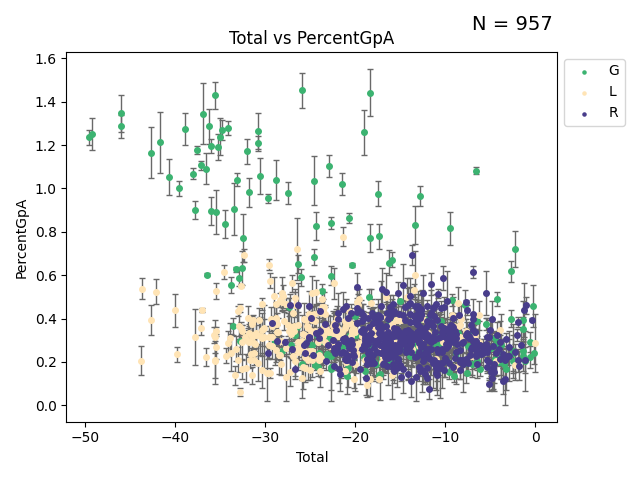 N = 957
Total vs PercentGpA
G
L
R
PercentGpA
1.6
1.4
1.2
1.0
0.8
0.6
0.4
0.2
0.0
−50 −40 −30 −20 −10 0
Total